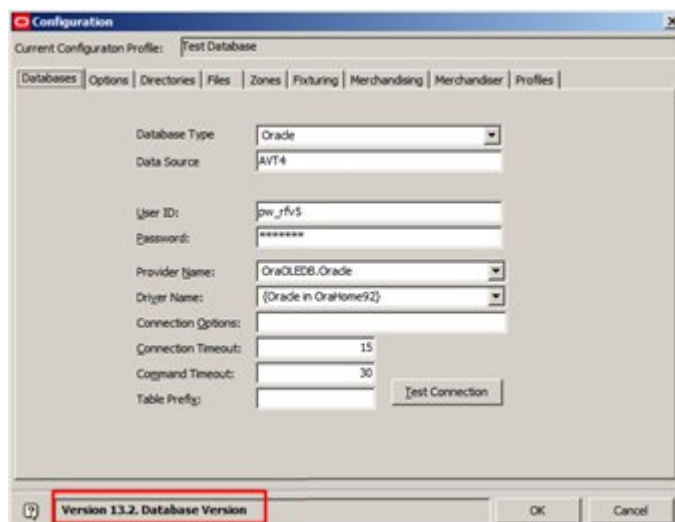 Configuration
Current Configuraton Profile: Test Database
Databases Options Directories Files Zones Fixturing Merchandising Merchandiser Profiles
Database Type Oracle
Data Source AVT4
User ID: pw_rfv5
Password: *******
Provider Name: OraOLEDB.Oracle
Driver Name: {Oracle in OraHome92}
Connection Options:
Connection Timeout: 15
Command Timeout: 30
Table Prefix: Test Connection
Version 13.2. Database Version OK Cancel